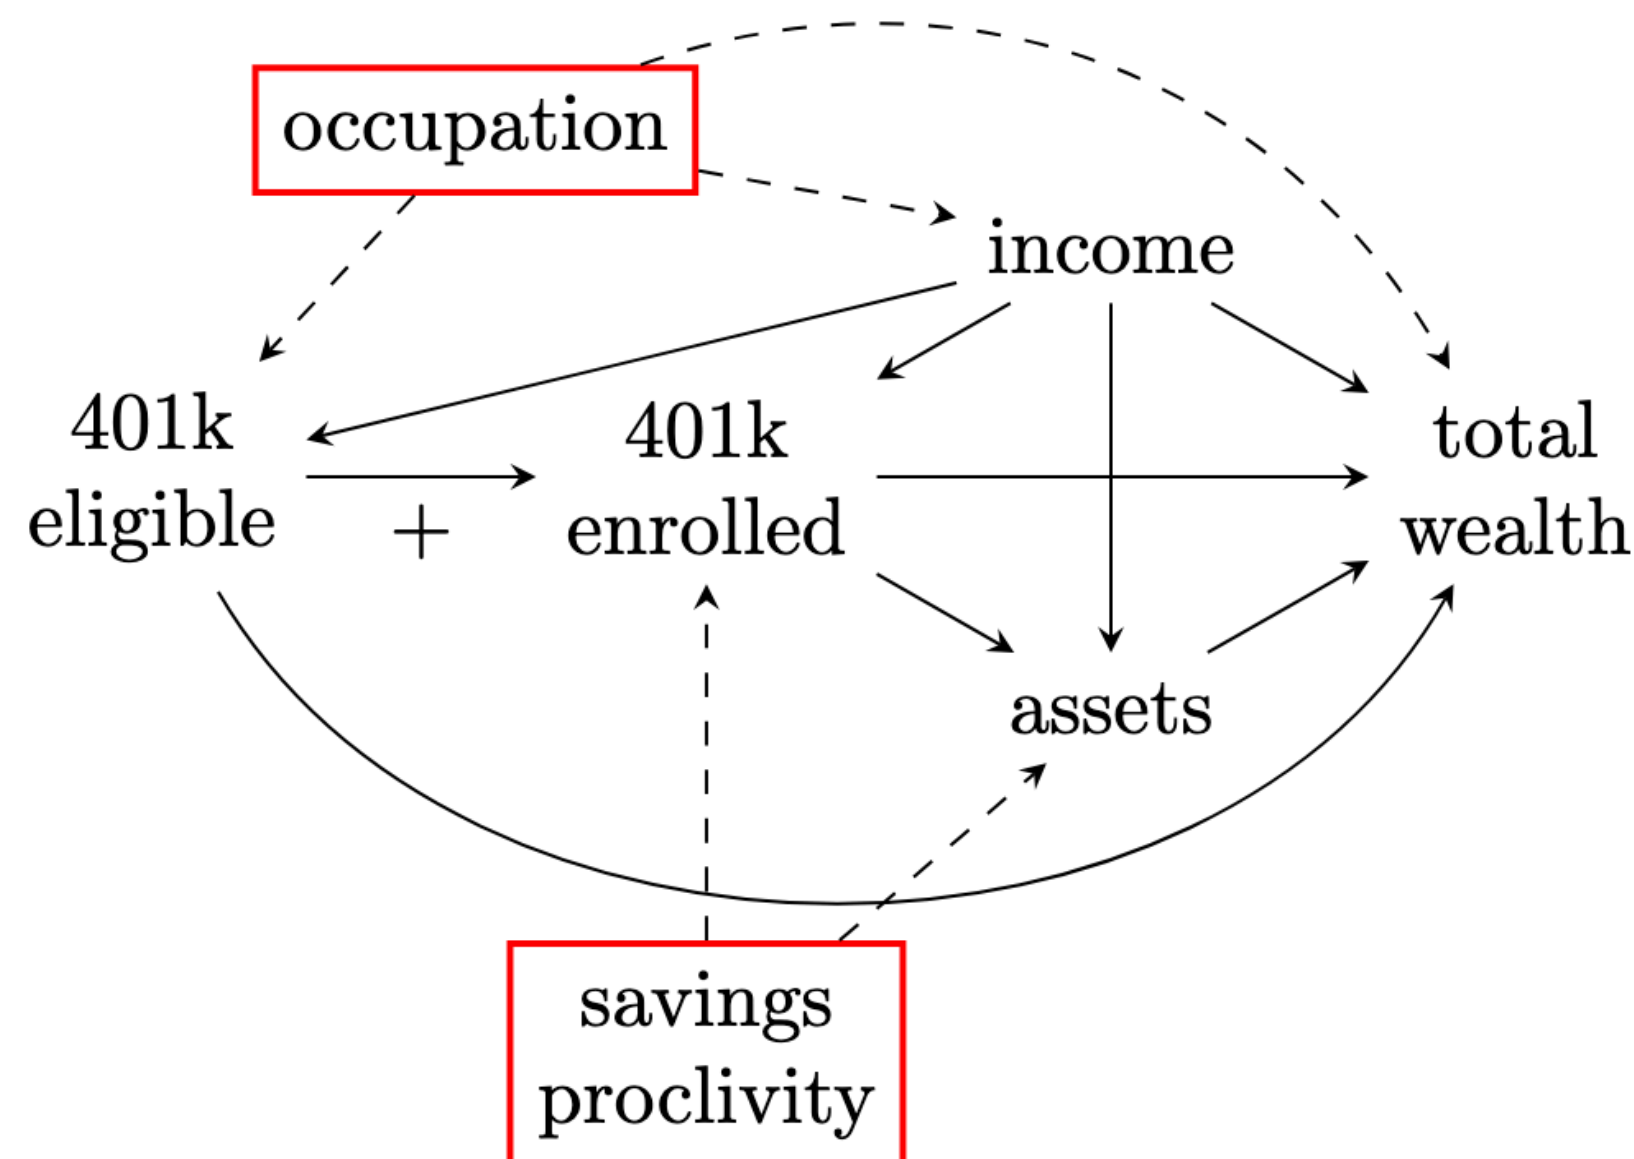 occupation
income
401k
eligible
+
401k
enrolled
total
wealth
assets
savings
proclivity